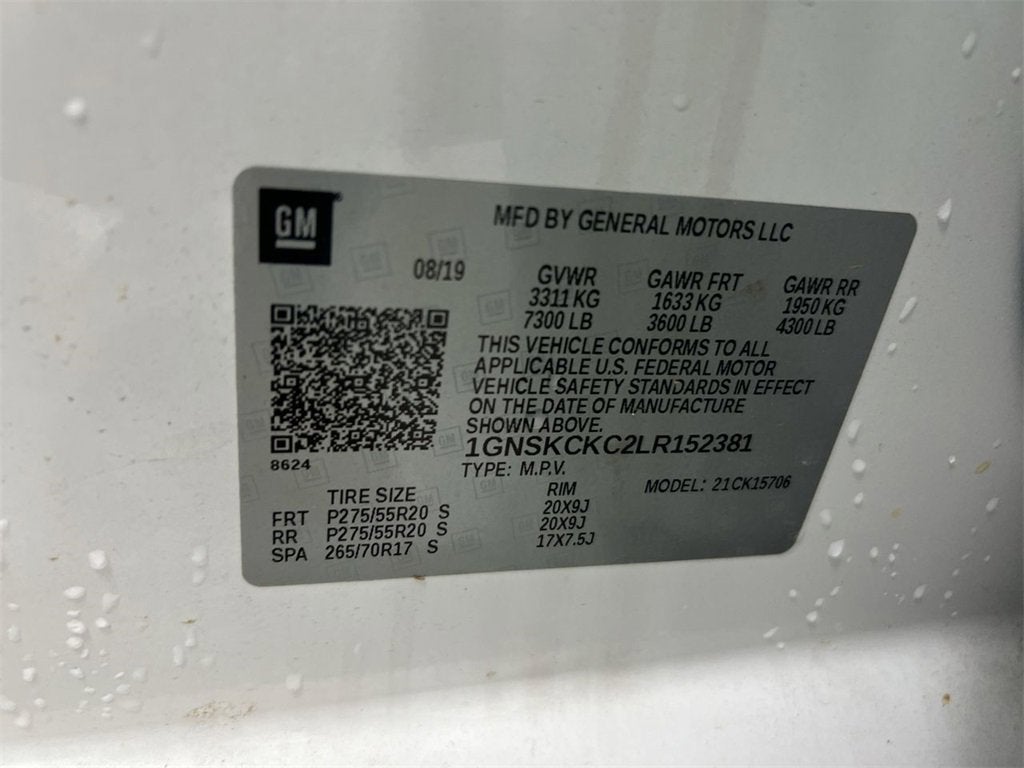 GM
MFD BY GENERAL MOTORS LLC
08/19
GVWR GAWR FRT GAWR RR
3311 KG 1633 KG 1950 KG
7300 LB 3600 LB 4300 LB
THIS VEHICLE CONFORMS TO ALL
APPLICABLE U.S. FEDERAL MOTOR
VEHICLE SAFETY STANDARDS IN EFFECT
ON THE DATE OF MANUFACTURE
SHOWN ABOVE.
1GNSKCKC2LR152381
8624
TYPE: M.P.V. MODEL: 21CK15706
TIRE SIZE RIM
FRT P275/55R20 S 20X9J
RR P275/55R20 S 20X9J
SPA 265/70R17 S 17X7.5J